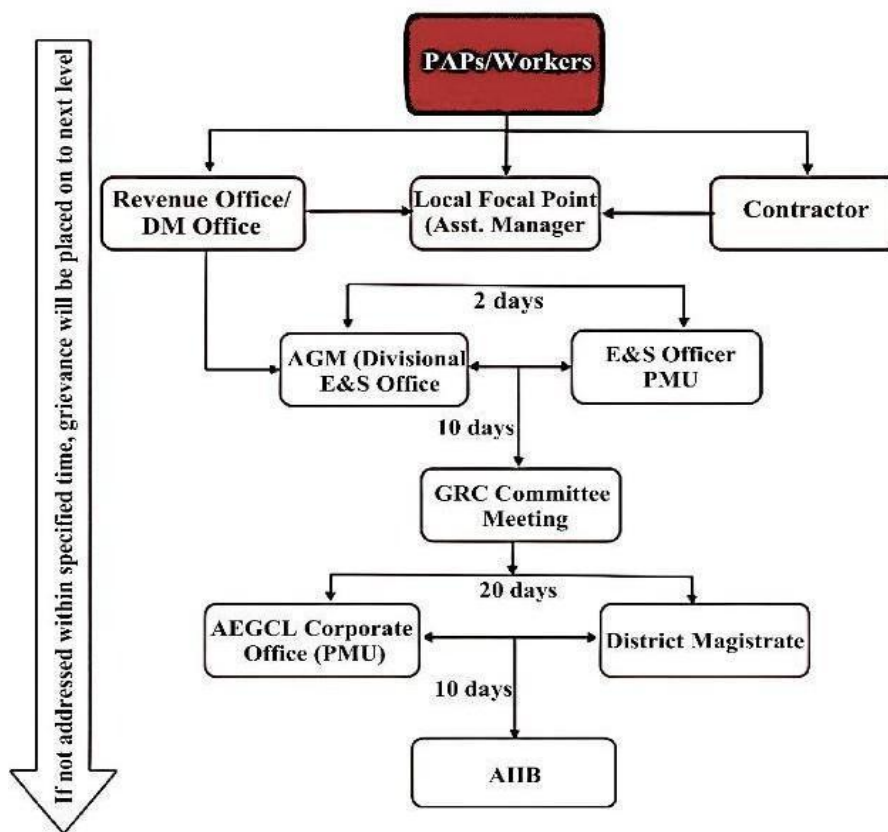 If not addressed within specified time, grievance will be placed on to next level
PAPs/Workers
Revenue Office/
DM Office
Local Focal Point
(Asst. Manager
Contractor
2 days
AGM (Divisional
E&S Office
E&S Officer
PMU
10 days
GRC Committee
Meeting
20 days
AEGCL Corporate
Office (PMU)
District Magistrate
10 days
AIIB